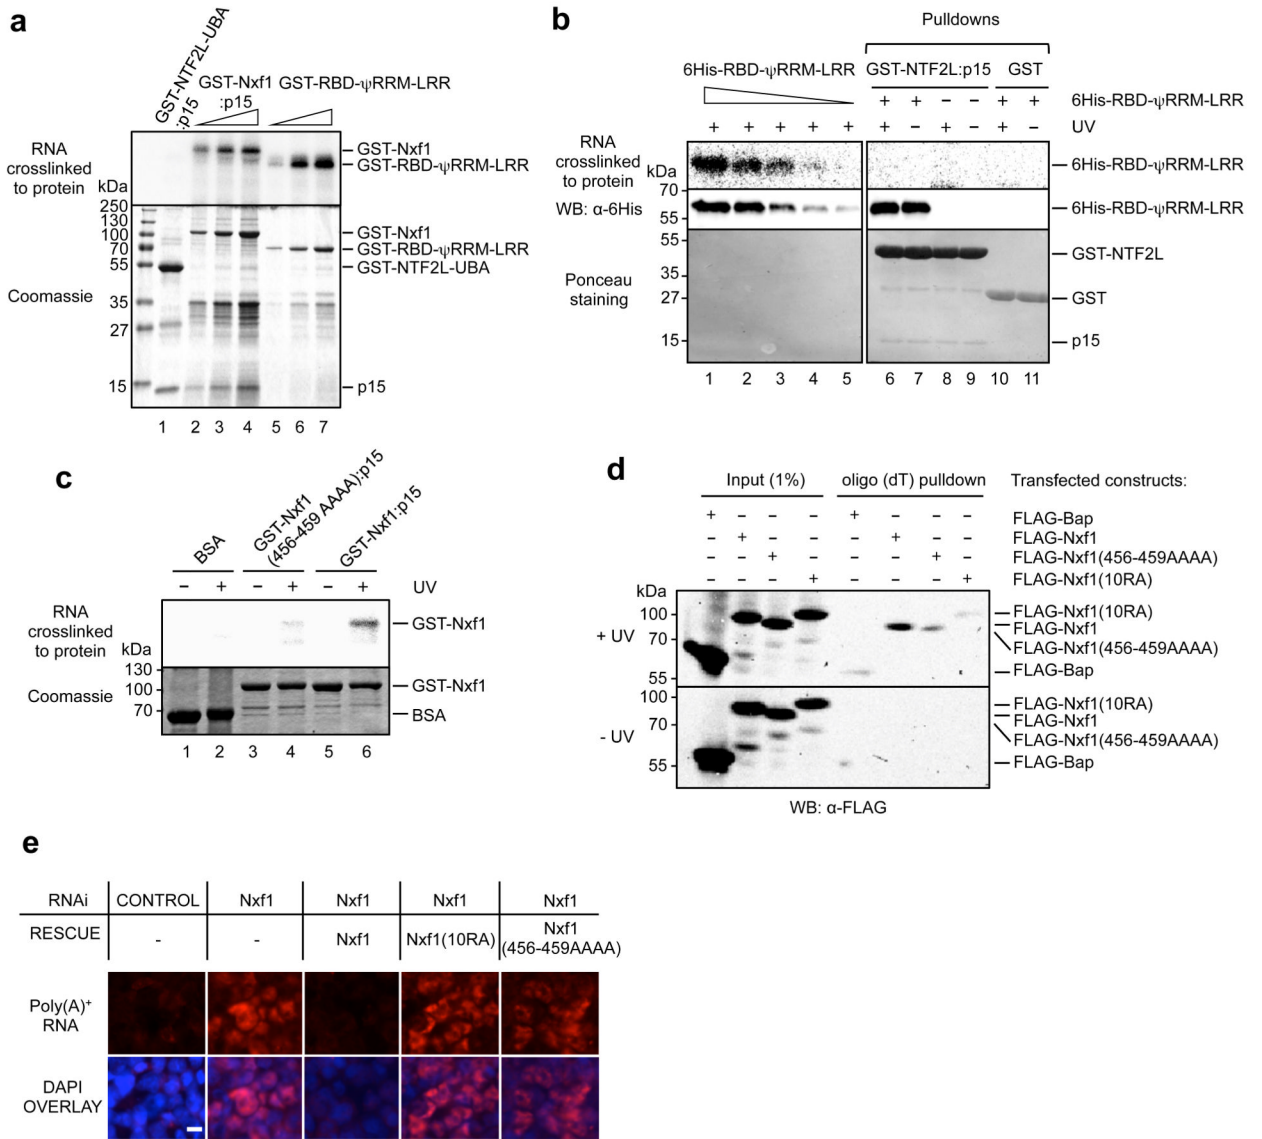 a
GST-NTF2L-UBA
:p15
GST-Nxf1
:p15
GST-RBD-ψRRM-LRR
RNA
crosslinked
to protein
GST-Nxf1
GST-RBD-ψRRM-LRR
kDa
250
130
100
70
55
35
27
15
Coomassie
GST-Nxf1
GST-RBD-ψRRM-LRR
GST-NTF2L-UBA
p15
1 2 3 4 5 6 7
b
Pulldowns
6His-RBD-ψRRM-LRR GST-NTF2L:p15 GST
+ + – – + + 6His-RBD-ψRRM-LRR
+ + + + + + – + – + – UV
RNA
crosslinked
to protein
kDa
6His-RBD-ψRRM-LRR
70
WB: α-6His
55
6His-RBD-ψRRM-LRR
55
35
27
15
Ponceau
staining
GST-NTF2L
GST
p15
1 2 3 4 5 6 7 8 9 10 11
c
BSA
GST-Nxf1
(456-459 AAAA):p15
GST-Nxf1:p15
– + – + – + UV
RNA
crosslinked
to protein
GST-Nxf1
kDa
130
100
70
Coomassie
GST-Nxf1
BSA
1 2 3 4 5 6
d
Input (1%) oligo (dT) pulldown Transfected constructs:
+ – – – + – – – FLAG-Bap
– + – – – + – – FLAG-Nxf1
– – + – – – + – FLAG-Nxf1(456-459AAAA)
– – – + – – – + FLAG-Nxf1(10RA)
kDa
100
70
55
+ UV
FLAG-Nxf1(10RA)
FLAG-Nxf1
FLAG-Nxf1(456-459AAAA)
FLAG-Bap
100
70
55
- UV
FLAG-Nxf1(10RA)
FLAG-Nxf1
FLAG-Nxf1(456-459AAAA)
FLAG-Bap
WB: α-FLAG
e
RNAi CONTROL Nxf1 Nxf1 Nxf1 Nxf1
RESCUE - - Nxf1 Nxf1(10RA) Nxf1
(456-459AAAA)
Poly(A)+
RNA
DAPI
OVERLAY